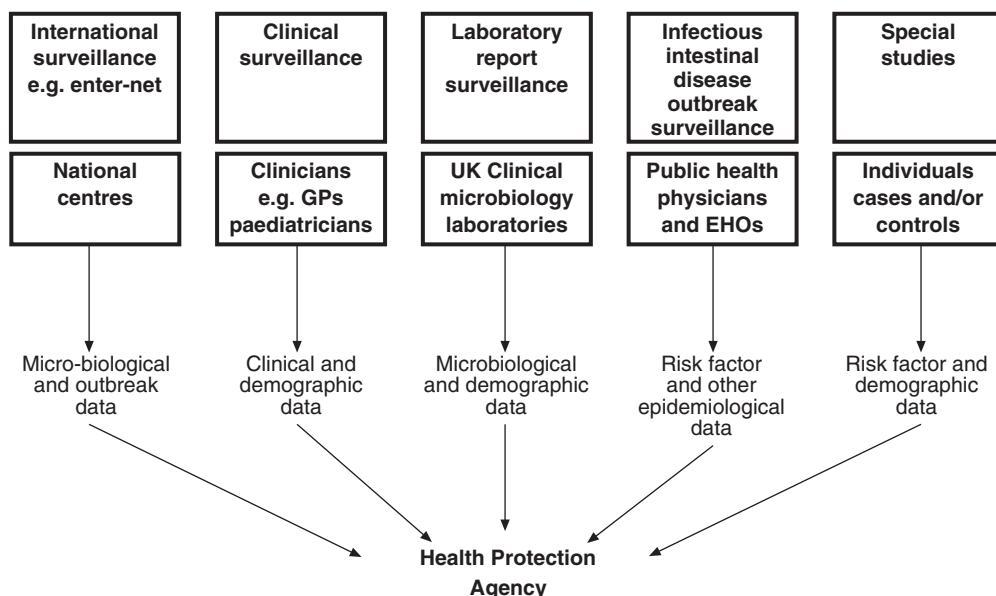 International
surveillance
e.g. enter-net
Clinical
surveillance
Laboratory
report
surveillance
Infectious
intestinal
disease
outbreak
surveillance
Special
studies
National
centres
Clinicians
e.g. GPs
paediatricians
UK Clinical
microbiology
laboratories
Public health
physicians
and EHOs
Individuals
cases and/or
controls
Micro-biological
and outbreak
data
Clinical and
demographic
data
Microbiological
and demographic
data
Risk factor
and other
epidemiological
data
Risk factor and
demographic
data
Health Protection
Agency